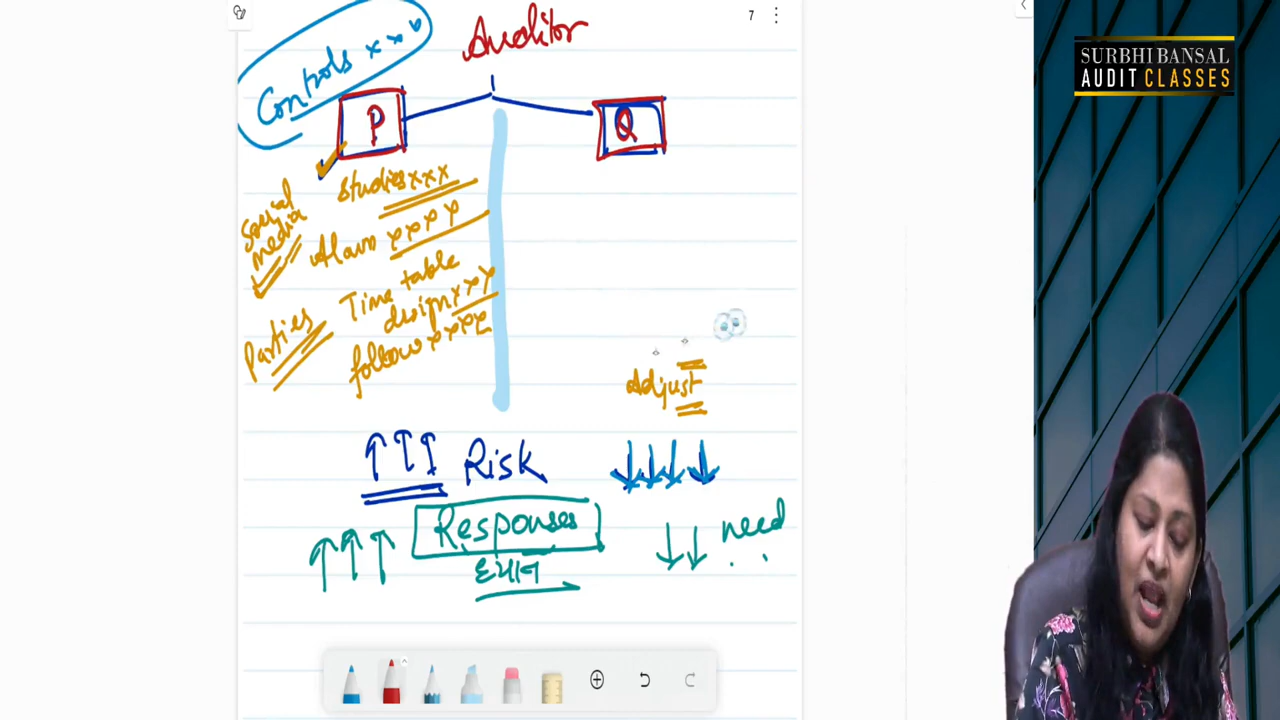 7
SURBHI BANSAL
AUDIT CLASSES
Auditor
Controls x x
P
Q
Studies x x x
Social
media
Alarm x x x x
Time table
design x x x
follow x x x x
Parties
Adjust
↑ ↑ ↑ Risk ↓ ↓ ↓ ↓
↑ ↑ ↑ Responses ↓ ↓ need
ध्यान